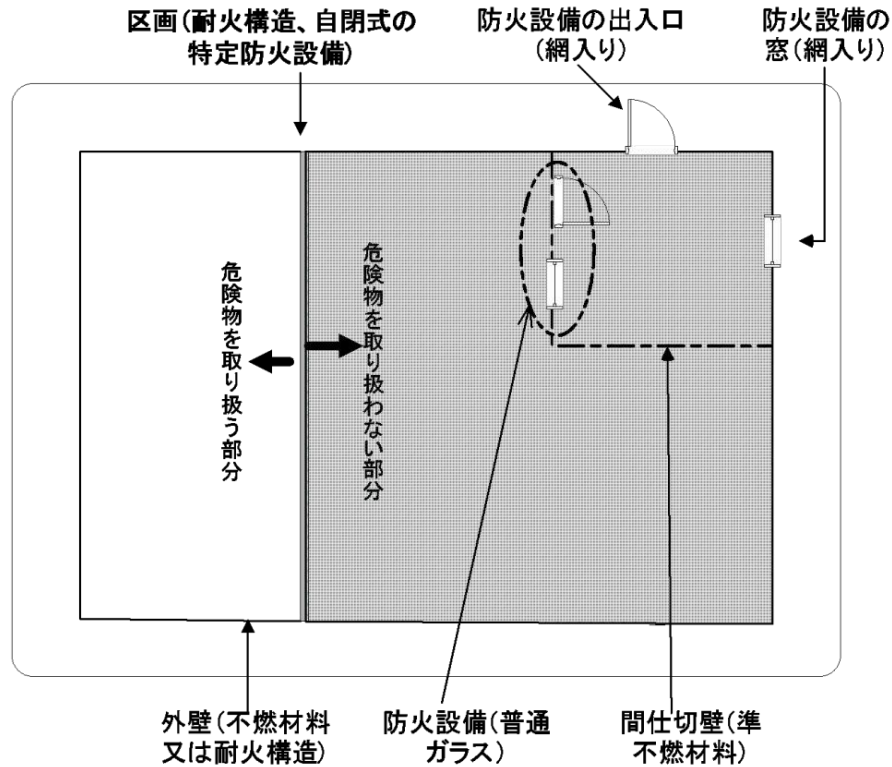 区画(耐火構造、自閉式の
特定防火設備)
防火設備の出入口
(網入り)
防火設備の
窓(網入り)
危険物を取り扱う部分
危険物を取り扱わない部分
外壁(不燃材料
又は耐火構造)
防火設備(普通
ガラス)
間仕切壁(準
不燃材料)